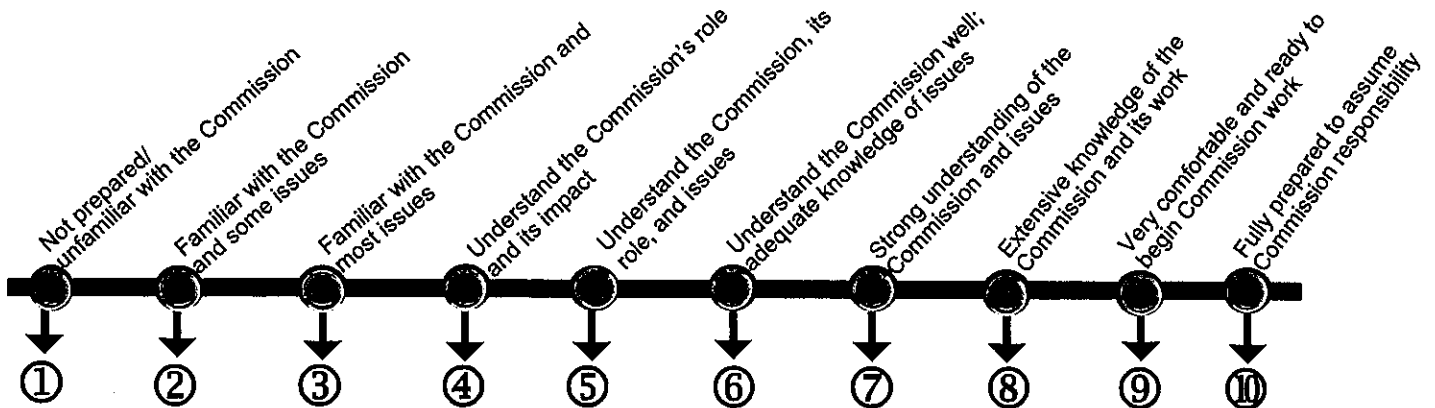 Not prepared/
unfamiliar with the Commission
Familiar with the Commission
and some issues
Familiar with the Commission and
most issues
Understand the Commission's role
and its impact
Understand the Commission, its
role, and issues
Understand the Commission well;
adequate knowledge of issues
Strong understanding of the
Commission and issues
Extensive knowledge of the
Commission and its work
Very comfortable and ready to
begin Commission work
Fully prepared to assume
Commission responsibility
① ② ③ ④ ⑤ ⑥ ⑦ ⑧ ⑨ ⑩